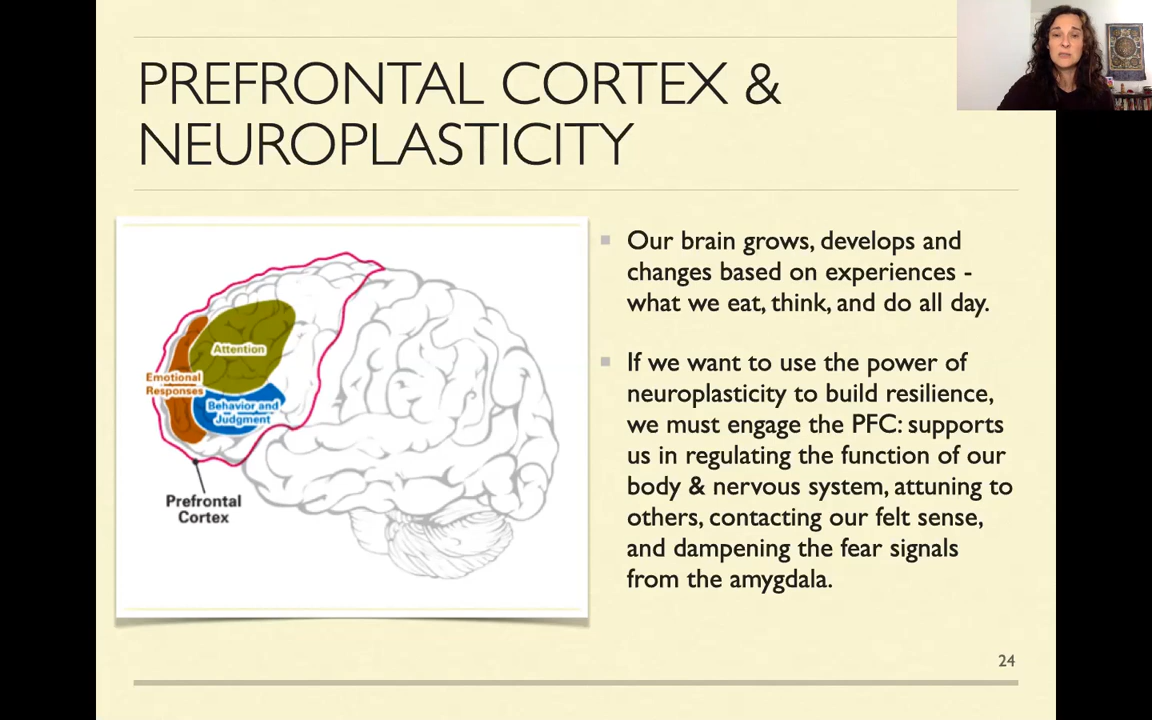 PREFRONTAL CORTEX &
NEUROPLASTICITY
Attention
Emotional
Responses
Behavior and
Judgment
Prefrontal
Cortex
Our brain grows, develops and
changes based on experiences -
what we eat, think, and do all day.
If we want to use the power of
neuroplasticity to build resilience,
we must engage the PFC: supports
us in regulating the function of our
body & nervous system, attuning to
others, contacting our felt sense,
and dampening the fear signals
from the amygdala.
24